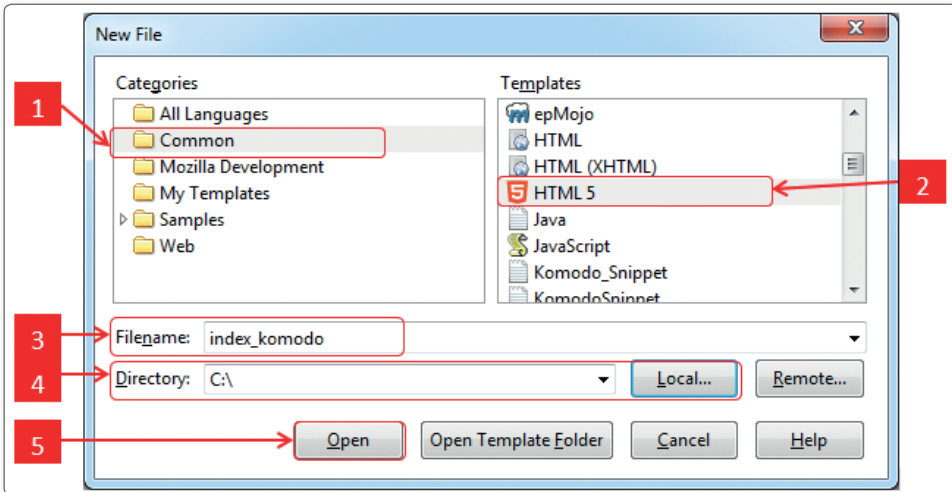 New File
Categories
All Languages
Common
Mozilla Development
My Templates
Samples
Web
Templates
epMojo
HTML
HTML (XHTML)
HTML 5
Java
JavaScript
Komodo_Snippet
KomodoSnippet
1
2
3
Filename: index_komodo
4
Directory: C:\ Local... Remote...
5
Open Open Template Folder Cancel Help